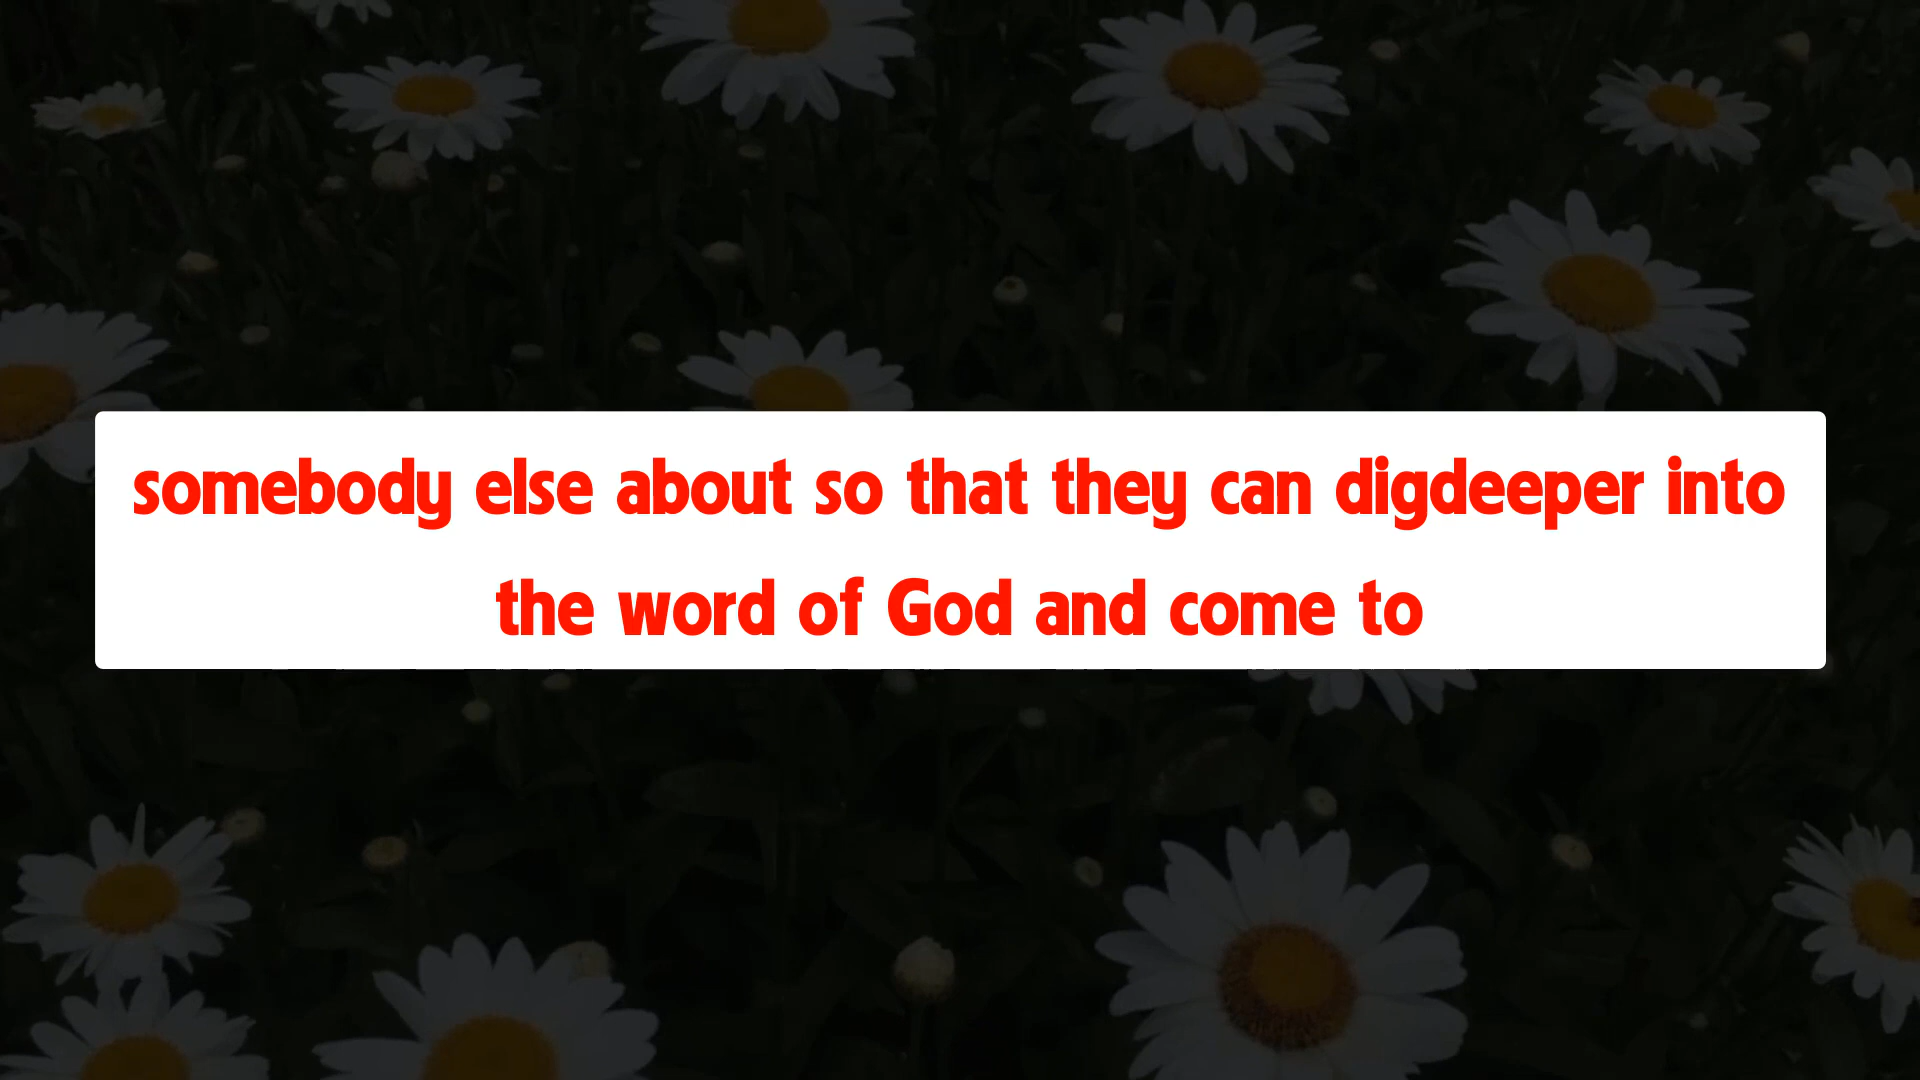 somebody else about so that they can digdeeper into
the word of God and come to